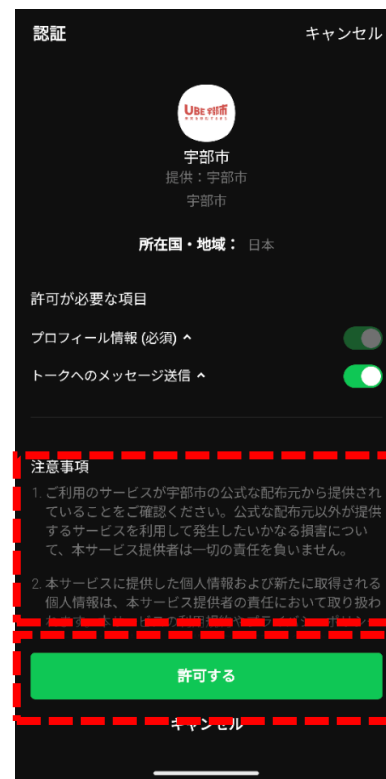 認証
キャンセル
UBE
宇部市
提供：宇部市
宇部市
所在国・地域： 日本
許可が必要な項目
プロフィール情報 (必須)
トークへのメッセージ送信
注意事項
1. ご利用のサービスが宇部市の公式な配布元から提供され
ていることをご確認ください。公式な配布元以外が提供
するサービスを利用して発生したいかなる損害につい
て、本サービス提供者は一切の責任を負いません。
2. 本サービスに提供した個人情報および新たに取得される
個人情報は、本サービス提供者の責任において取り扱わ
許可する
キャンセル